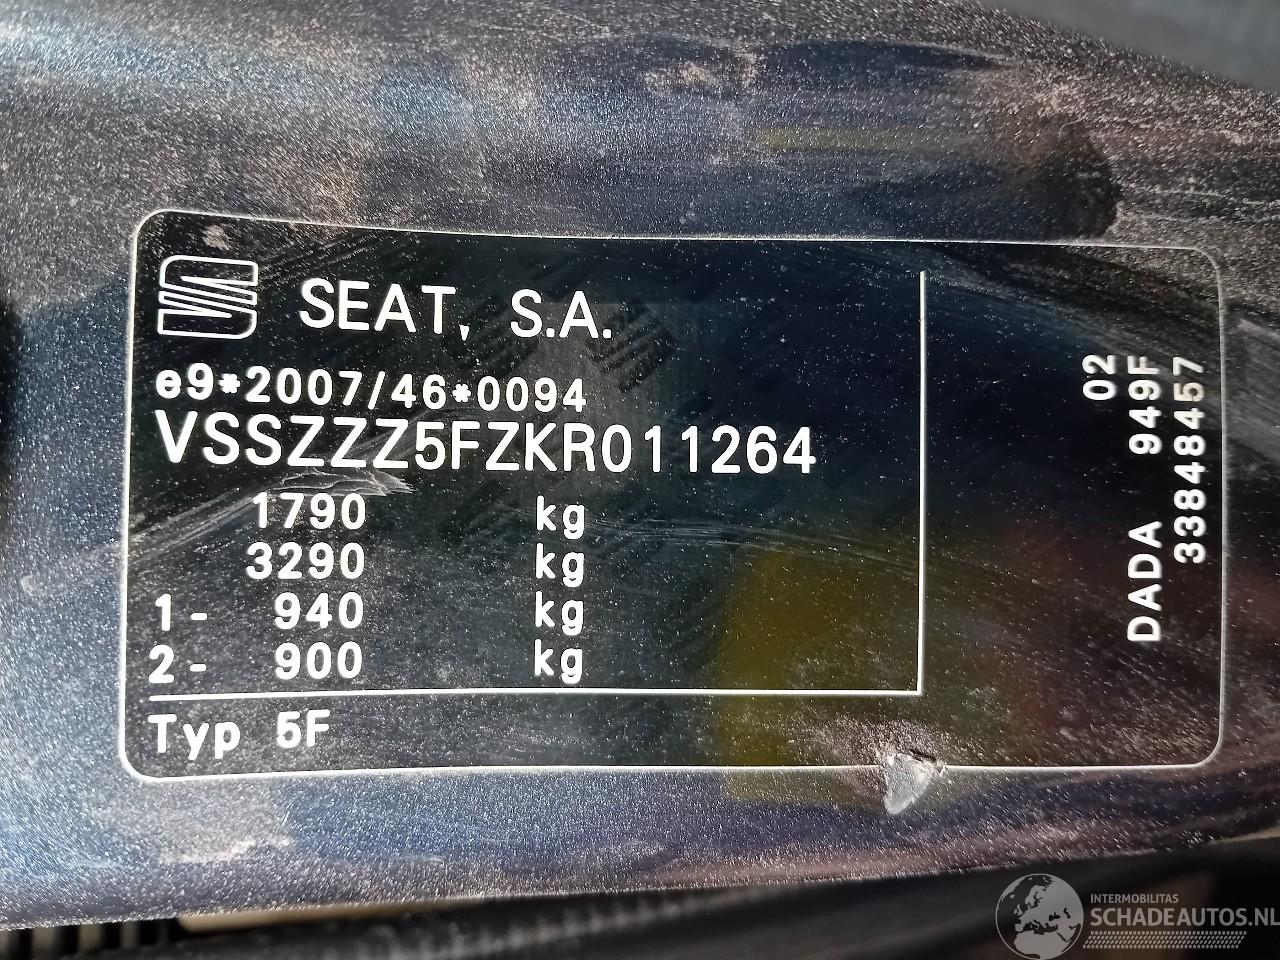 SEAT, S.A.
e9*2007/46*0094
VSSZZZ5FZKR011264
1790 kg
3290 kg
1- 940 kg
2- 900 kg
Typ 5F
02
DADA 949F
33848457
INTERMOBILITAS
SCHADEAUTOS.NL